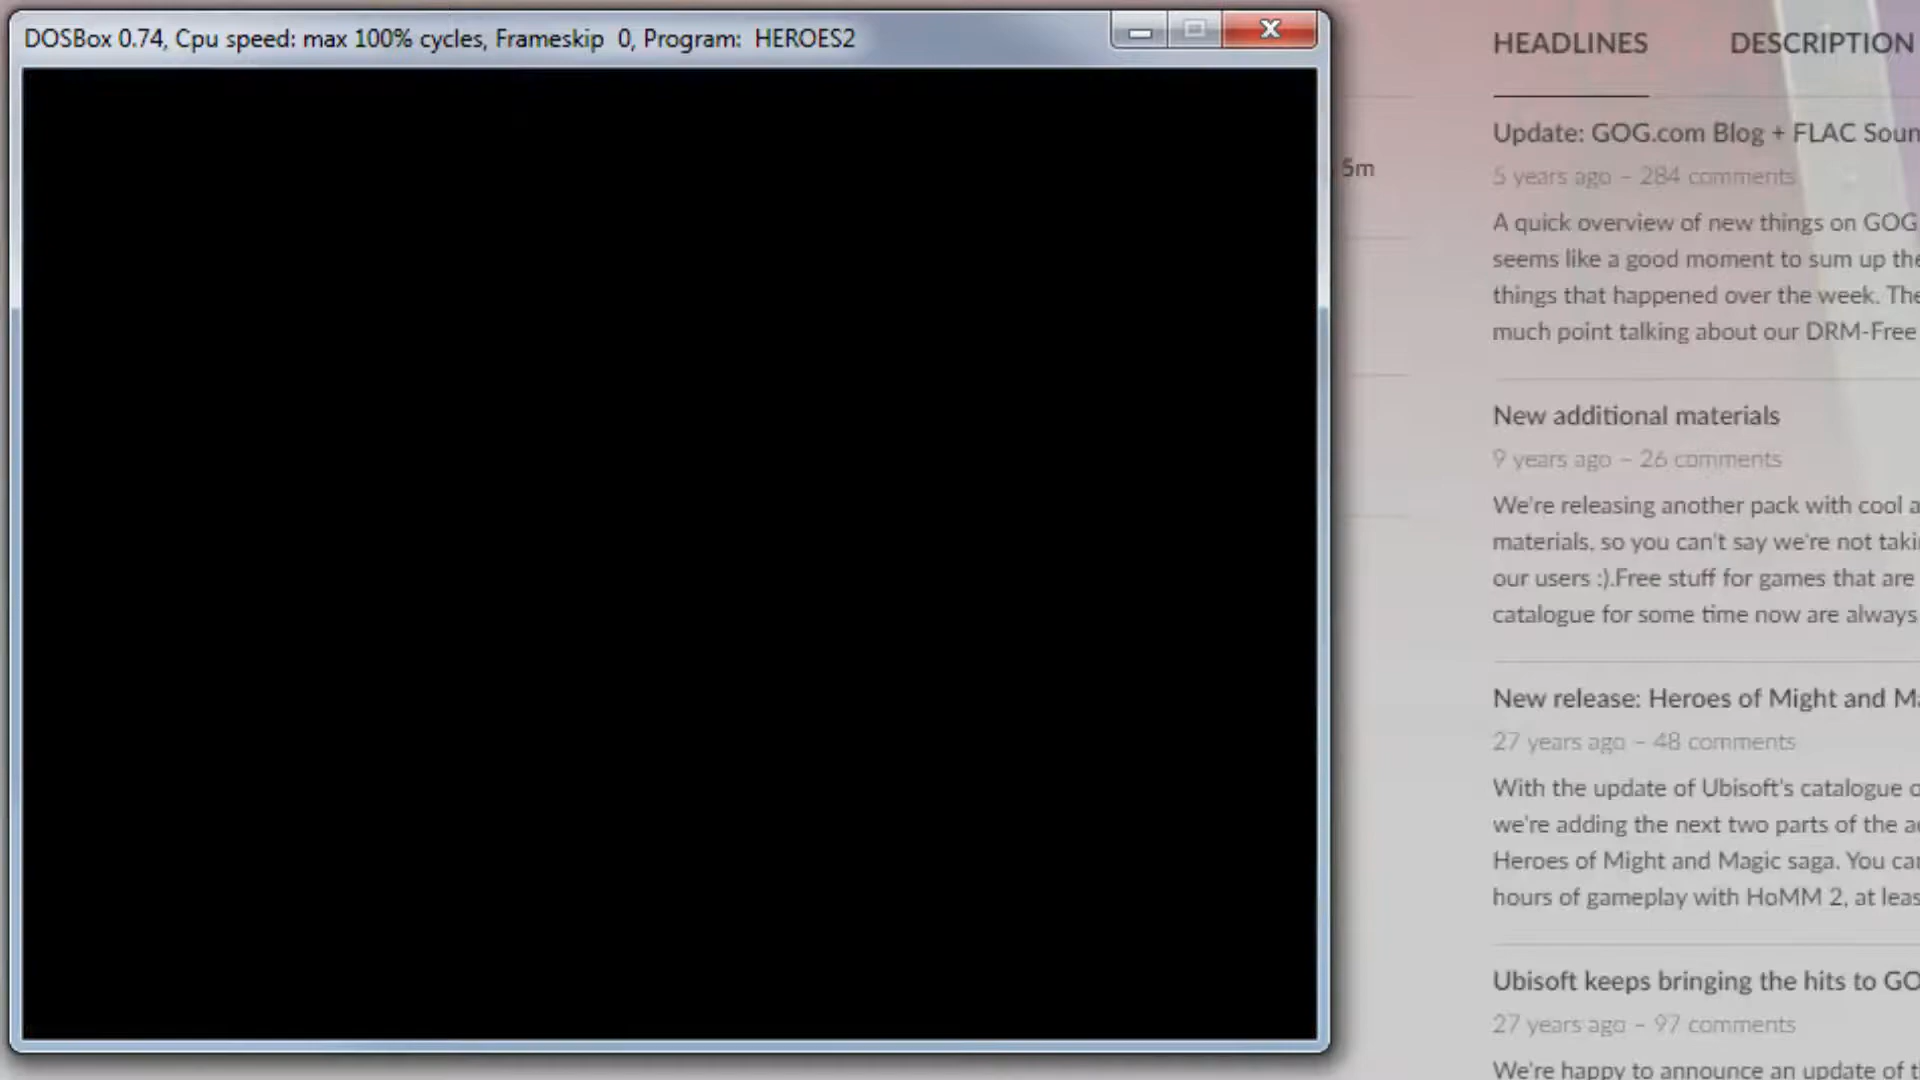 DOSBox 0.74, Cpu speed: max 100% cycles, Frameskip 0, Program: HEROES2
5m
HEADLINES DESCRIPTION
Update: GOG.com Blog + FLAC Soun
5 years ago – 284 comments
A quick overview of new things on GOG
seems like a good moment to sum up the
things that happened over the week. The
much point talking about our DRM-Free
New additional materials
9 years ago – 26 comments
We're releasing another pack with cool a
materials, so you can't say we're not taki
our users :).Free stuff for games that are
catalogue for some time now are always
New release: Heroes of Might and Ma
27 years ago – 48 comments
With the update of Ubisoft's catalogue o
we're adding the next two parts of the a
Heroes of Might and Magic saga. You ca
hours of gameplay with HoMM 2, at leas
Ubisoft keeps bringing the hits to GO
27 years ago – 97 comments
We're happy to announce an update of t